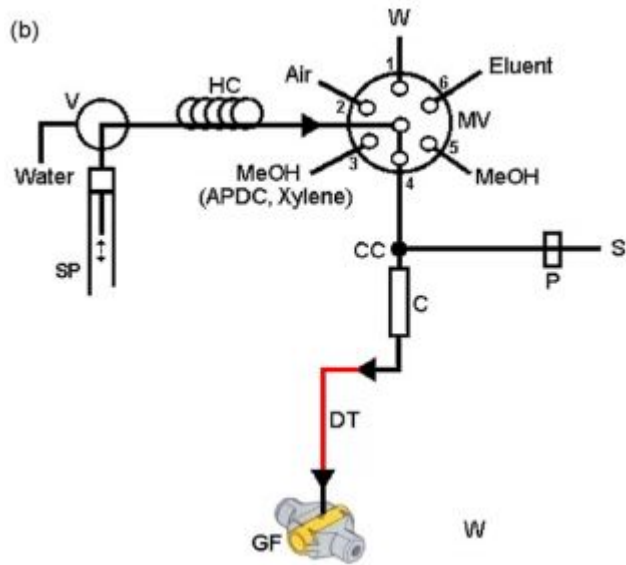 (b)
W
Air
1
6
Eluent
HC
2
V
MV
3
5
Water
MeOH
(APDC, Xylene)
4
MeOH
SP
CC
S
P
C
DT
GF
W